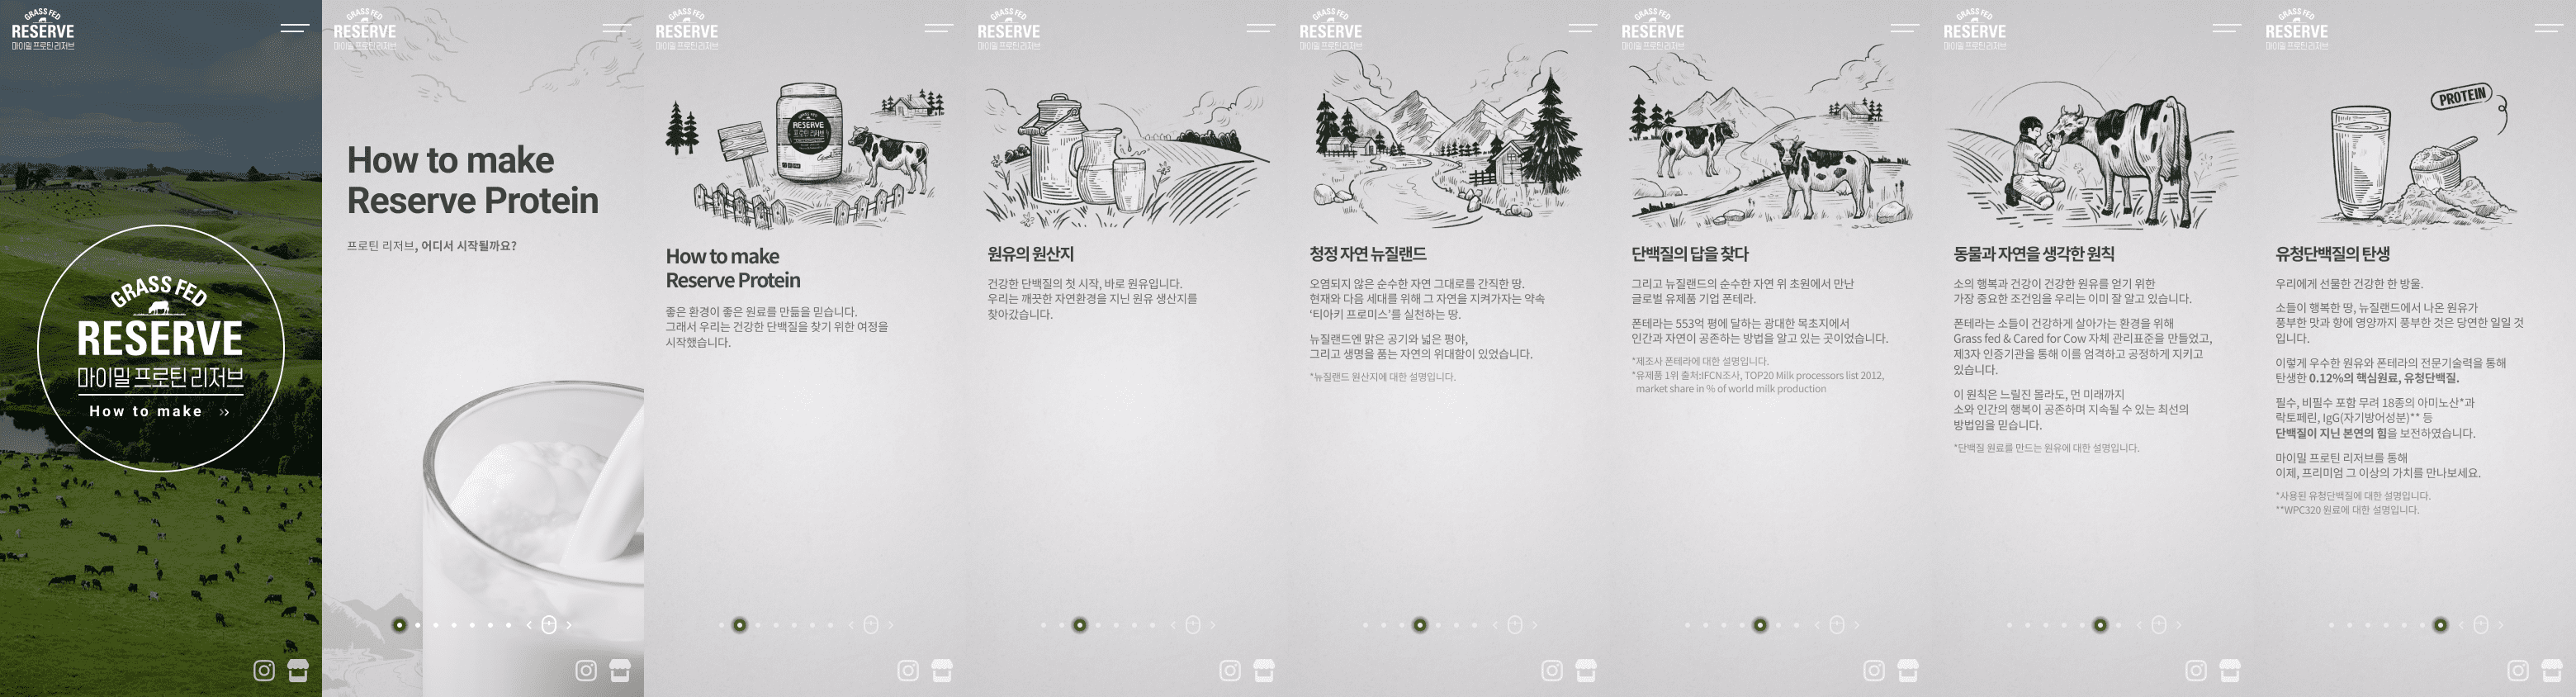 GRASS FED
RESERVE
마이밀 프로틴 리저브
GRASS FED
RESERVE
마이밀 프로틴 리저브
How to make »
GRASS FED
RESERVE
마이밀 프로틴 리저브
How to make
Reserve Protein
프로틴 리저브, 어디서 시작될까요?
GRASS FED
RESERVE
마이밀 프로틴 리저브
GRASS FED
RESERVE
프로틴 리저브
How to make
Reserve Protein
좋은 환경이 좋은 원료를 만듦을 믿습니다.
그래서 우리는 건강한 단백질을 찾기 위한 여정을
시작했습니다.
GRASS FED
RESERVE
마이밀 프로틴 리저브
원유의 원산지
건강한 단백질의 첫 시작, 바로 원유입니다.
우리는 깨끗한 자연환경을 지닌 원유 생산지를
찾아갔습니다.
GRASS FED
RESERVE
마이밀 프로틴 리저브
청정 자연 뉴질랜드
오염되지 않은 순수한 자연 그대로를 간직한 땅.
현재와 다음 세대를 위해 그 자연을 지켜가자는 약속
‘티아키 프로미스’를 실천하는 땅.
뉴질랜드엔 맑은 공기와 넓은 평야,
그리고 생명을 품는 자연의 위대함이 있었습니다.
*뉴질랜드 원산지에 대한 설명입니다.
GRASS FED
RESERVE
마이밀 프로틴 리저브
단백질의 답을 찾다
그리고 뉴질랜드의 순수한 자연 위 초원에서 만난
글로벌 유제품 기업 폰테라.
폰테라는 553억 평에 달하는 광대한 목초지에서
인간과 자연이 공존하는 방법을 알고 있는 곳이었습니다.
*제조사 폰테라에 대한 설명입니다.
*유제품 1위 출처:IFCN조사, TOP20 Milk processors list 2012,
market share in % of world milk production
GRASS FED
RESERVE
마이밀 프로틴 리저브
동물과 자연을 생각한 원칙
소의 행복과 건강이 건강한 원유를 얻기 위한
가장 중요한 조건임을 우리는 이미 잘 알고 있습니다.
폰테라는 소들이 건강하게 살아가는 환경을 위해
Grass fed & Cared for Cow 자체 관리표준을 만들었고,
제3자 인증기관을 통해 이를 엄격하고 공정하게 지키고
있습니다.
이 원칙은 느릴진 몰라도, 먼 미래까지
소와 인간의 행복이 공존하며 지속될 수 있는 최선의
방법임을 믿습니다.
*단백질 원료를 만드는 원유에 대한 설명입니다.
GRASS FED
RESERVE
마이밀 프로틴 리저브
PROTEIN
유청단백질의 탄생
우리에게 선물한 건강한 한 방울.
소들이 행복한 땅, 뉴질랜드에서 나온 원유가
풍부한 맛과 향에 영양까지 풍부한 것은 당연한 일일 것
입니다.
이렇게 우수한 원유와 폰테라의 전문기술력을 통해
탄생한 0.12%의 핵심원료, 유청단백질.
필수, 비필수 포함 무려 18종의 아미노산*과
락토페린, IgG(자기방어성분)** 등
단백질이 지닌 본연의 힘을 보전하였습니다.
마이밀 프로틴 리저브를 통해
이제, 프리미엄 그 이상의 가치를 만나보세요.
*사용된 유청단백질에 대한 설명입니다.
**WPC320 원료에 대한 설명입니다.